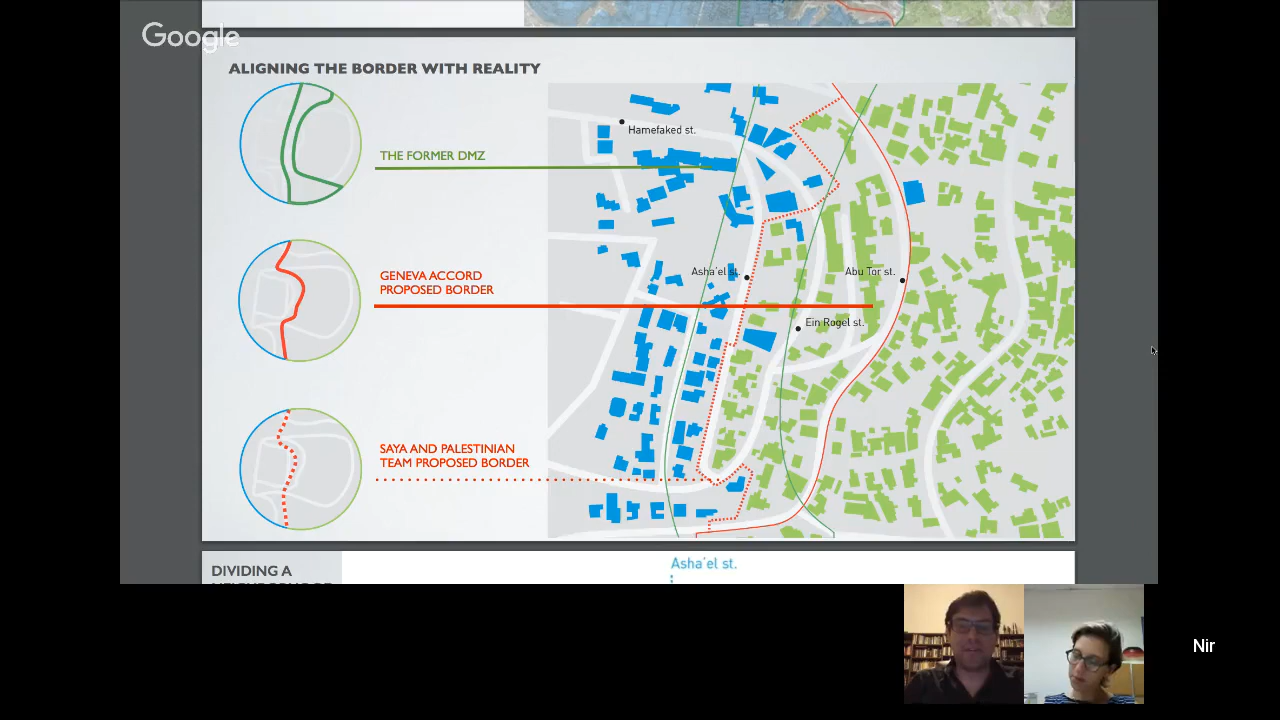 Google
ALIGNING THE BORDER WITH REALITY
THE FORMER DMZ
GENEVA ACCORD
PROPOSED BORDER
SAYA AND PALESTINIAN
TEAM PROPOSED BORDER
Hamefaked st.
Asha'el st.
Abu Tor st.
Ein Rogel st.
DIVIDING A
Asha'el st.
Nir